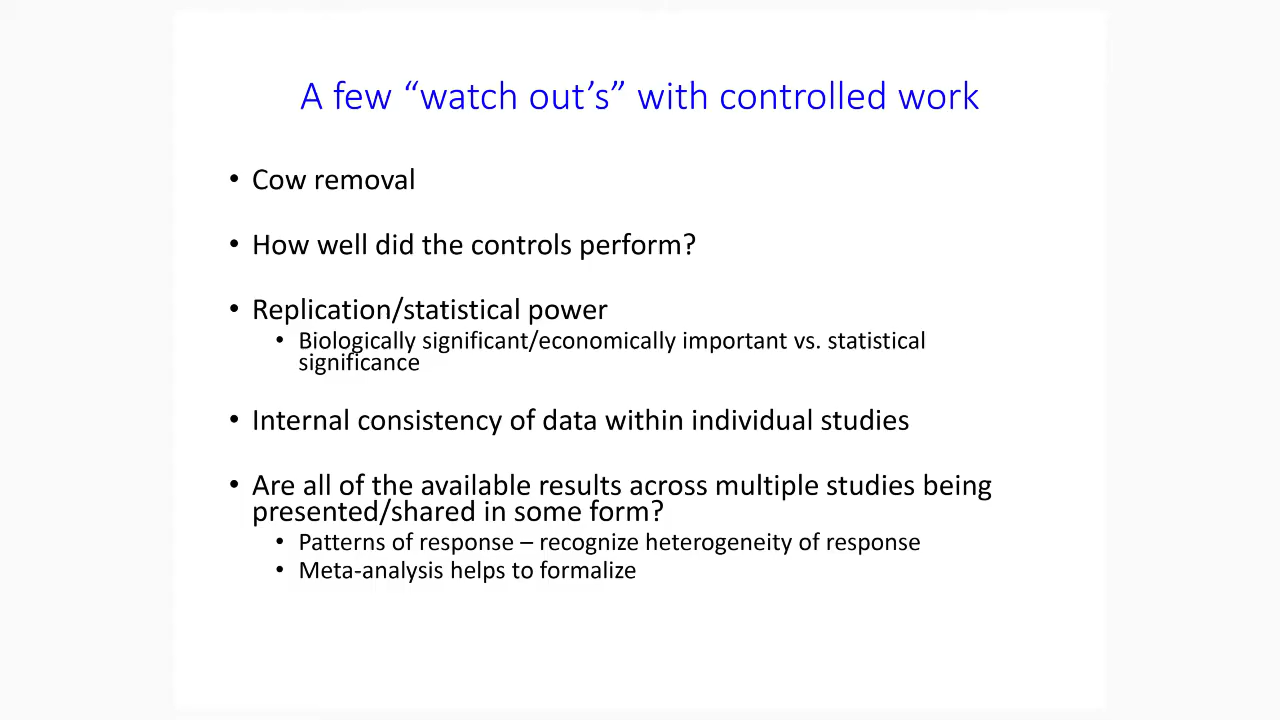 A few “watch out’s” with controlled work
• Cow removal
• How well did the controls perform?
• Replication/statistical power
• Biologically significant/economically important vs. statistical
significance
• Internal consistency of data within individual studies
• Are all of the available results across multiple studies being
presented/shared in some form?
• Patterns of response – recognize heterogeneity of response
• Meta-analysis helps to formalize